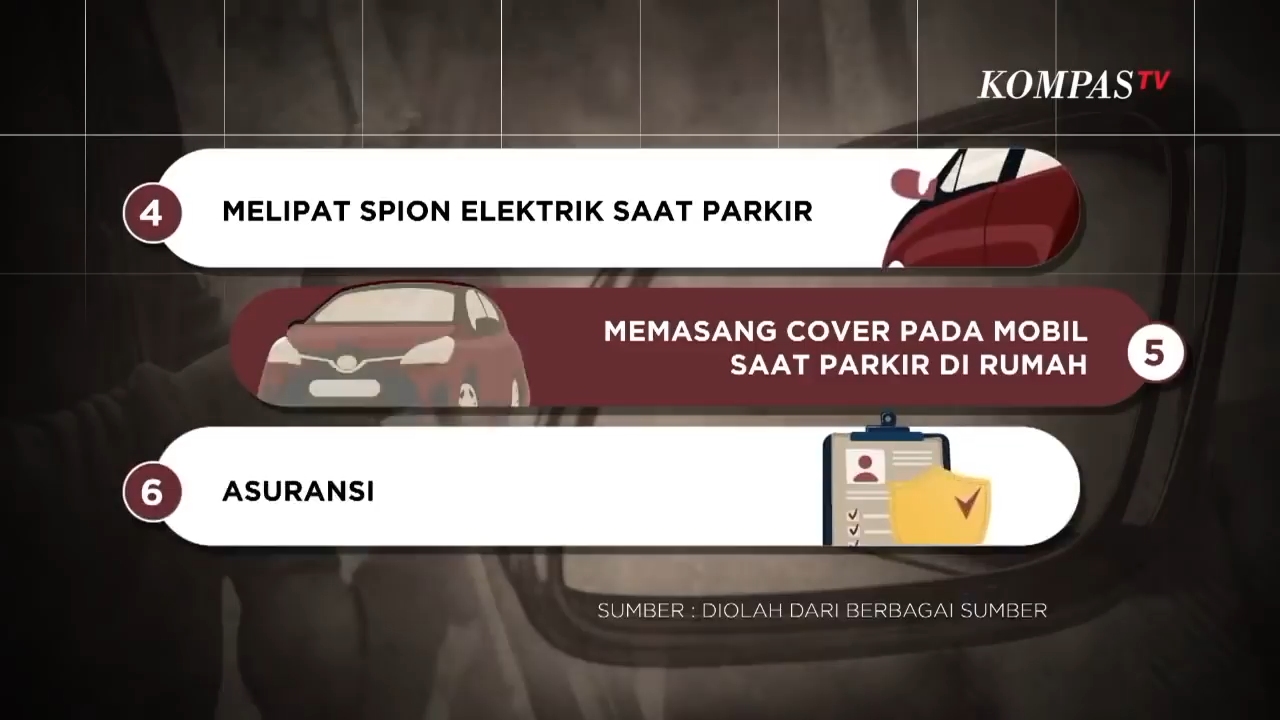 KOMPASTV
4
MELIPAT SPION ELEKTRIK SAAT PARKIR
MEMASANG COVER PADA MOBIL
SAAT PARKIR DI RUMAH
5
6
ASURANSI
SUMBER : DIOLAH DARI BERBAGAI SUMBER